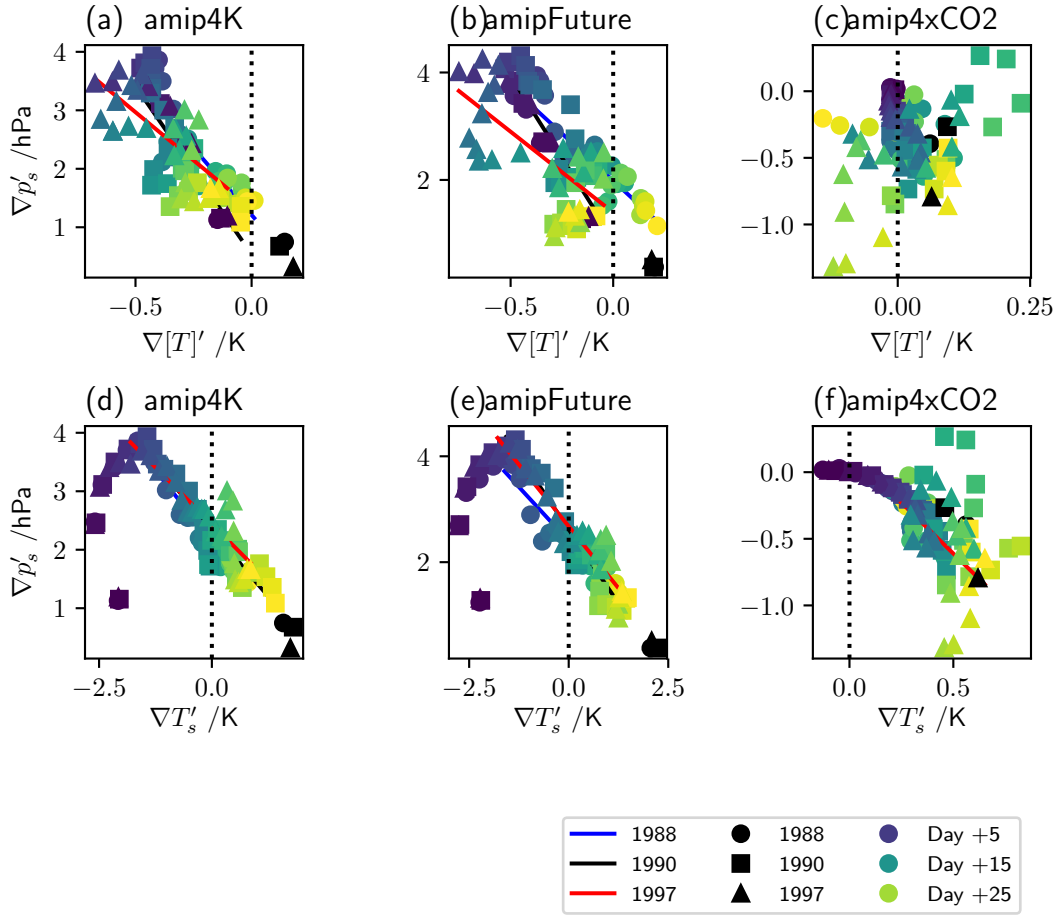 (a) amip4K
(b) amipFuture
(c) amip4xCO2
∇p′s /hPa
4
3
2
1
−0.5 0.0
∇[T]′ /K
4
2
−0.5 0.0
∇[T]′ /K
0.0
−0.5
−1.0
0.00 0.25
∇[T]′ /K
(d) amip4K
(e) amipFuture
(f) amip4xCO2
∇p′s /hPa
4
3
2
1
−2.5 0.0
∇T′s /K
4
2
−2.5 0.0 2.5
∇T′s /K
0.0
−0.5
−1.0
0.0 0.5
∇T′s /K
1988 1988 Day +5
1990 1990 Day +15
1997 1997 Day +25